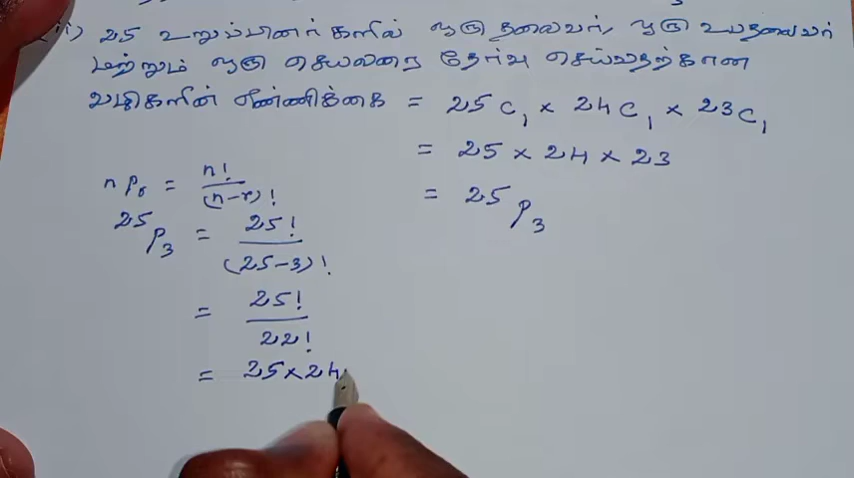 (ii) 25 உறுப்பினர்களில் ஒரு தலைவர், ஒரு உபதலைவர்
மற்றும் ஒரு செயலரை தேர்வு செய்வதற்கான
வழிகளின் எண்ணிக்கை = 25C₁ × 24C₁ × 23C₁
= 25 × 24 × 23
= 25P₃
nPr = n!/(n-r)!
25P₃ = 25!/(25-3)!
= 25!/22!
= 25×24